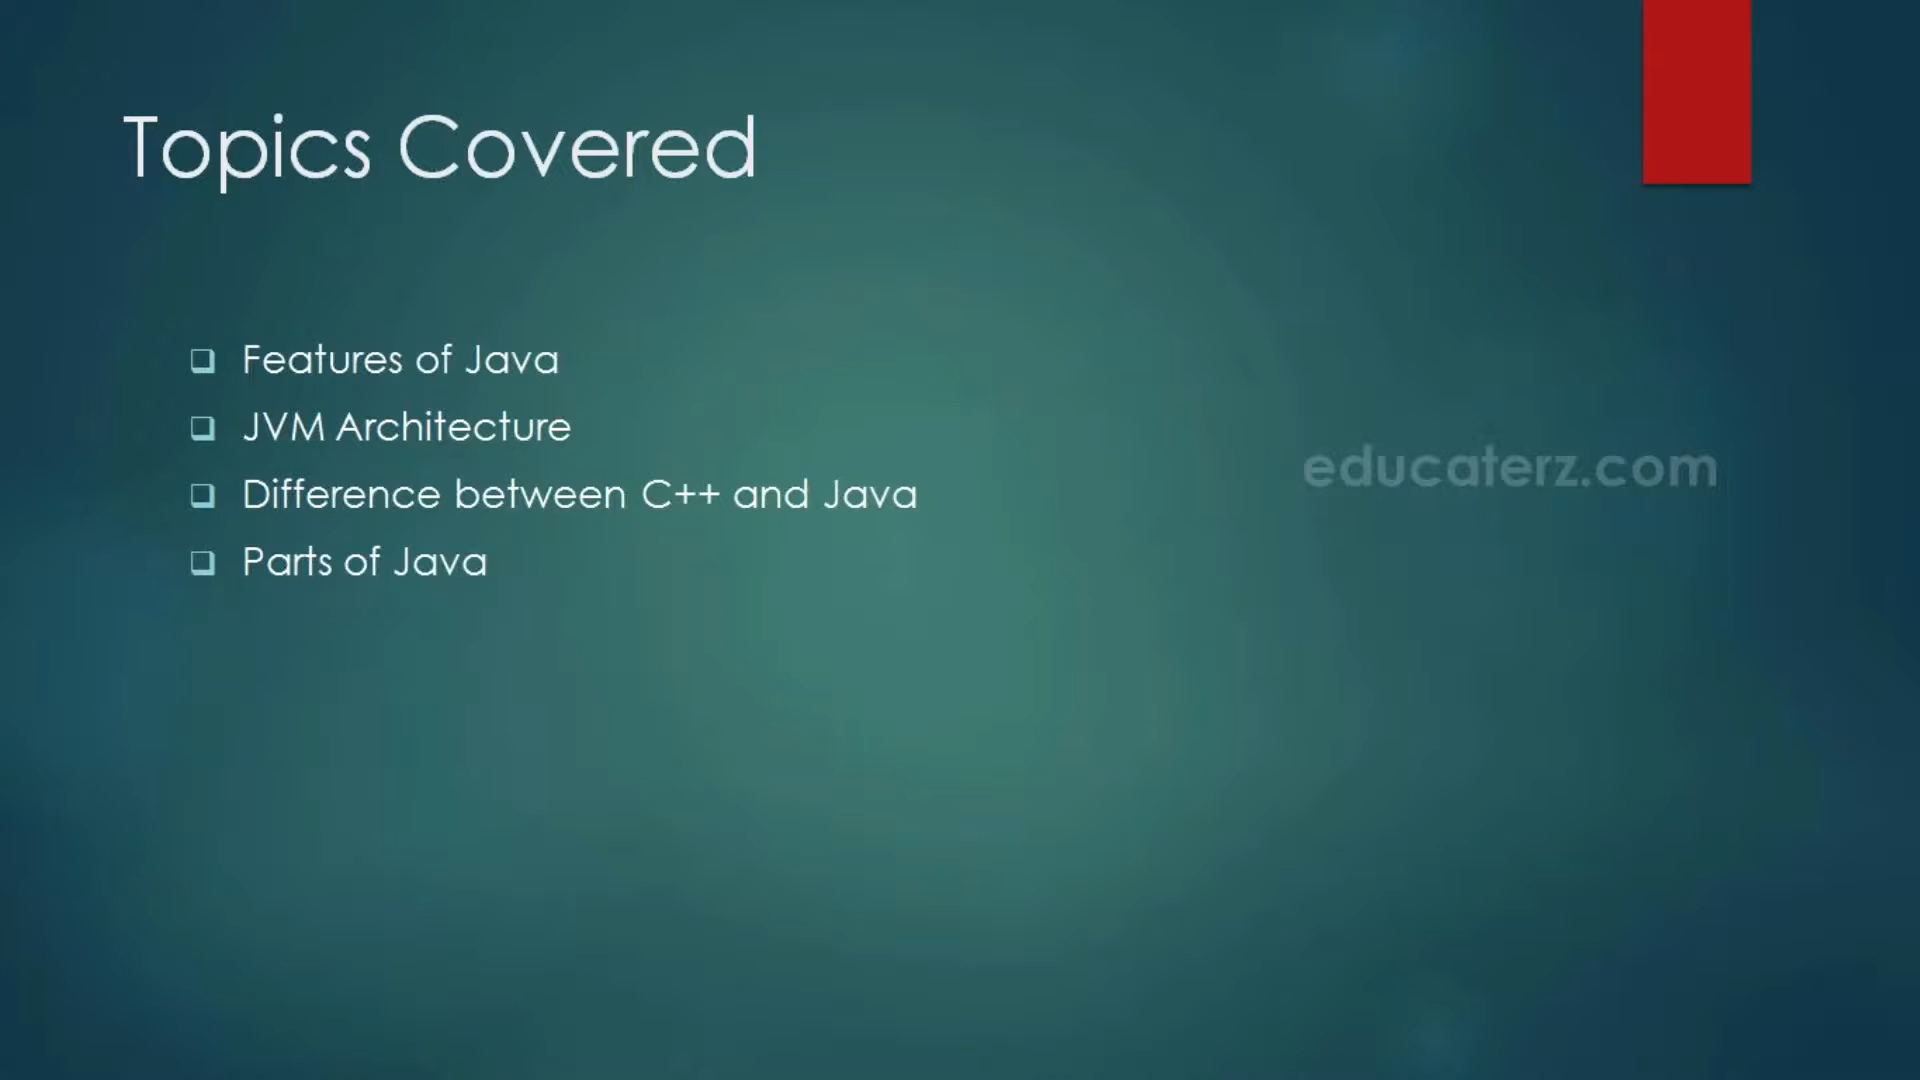 Topics Covered
Features of Java
JVM Architecture
Difference between C++ and Java
Parts of Java
educaterz.com